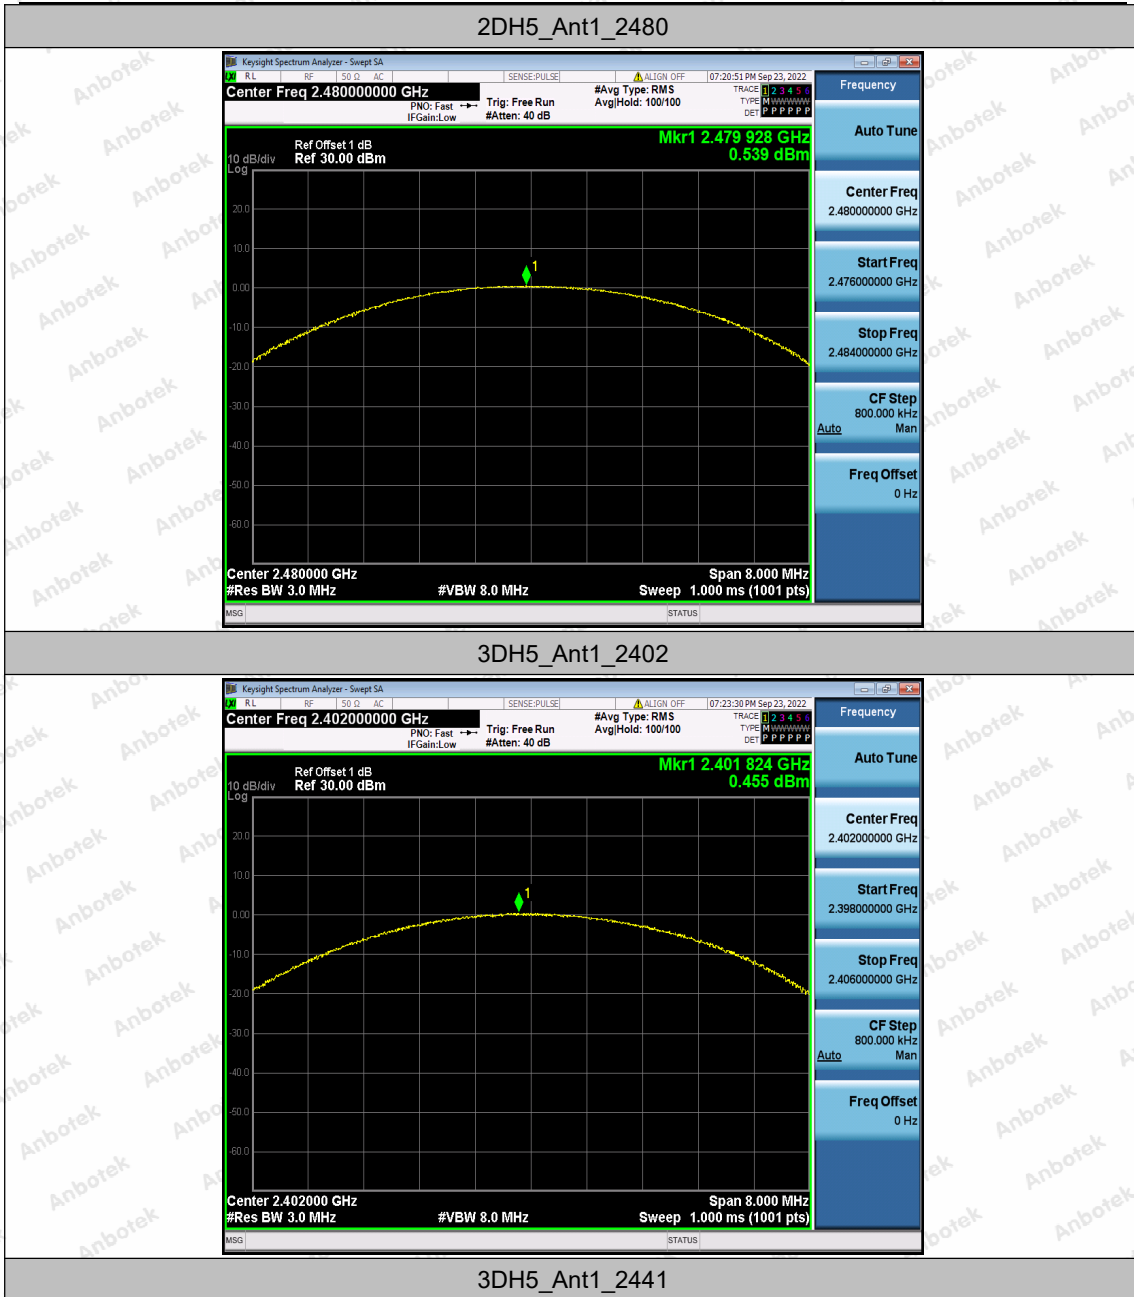 2DH5_Ant1_2480
Keysight Spectrum Analyzer - Swept SA
LXI RL RF 50 Ω AC SENSE:PULSE ALIGN OFF 07:20:51 PM Sep 23, 2022
Center Freq 2.480000000 GHz
PNO: Fast
IFGain:Low
Trig: Free Run
#Atten: 40 dB
#Avg Type: RMS
Avg|Hold: 100/100
TRACE 1 2 3 4 5 6
TYPE M W W W W W
DET P P P P P P
Frequency
Auto Tune
Center Freq
2.480000000 GHz
Start Freq
2.476000000 GHz
Stop Freq
2.484000000 GHz
CF Step
800.000 kHz
Auto Man
Freq Offset
0 Hz
Mkr1 2.479 928 GHz
0.539 dBm
Ref Offset 1 dB
10 dB/div Ref 30.00 dBm
Log
20.0
10.0
1
0.00
-10.0
-20.0
-30.0
-40.0
-50.0
-60.0
Center 2.480000 GHz Span 8.000 MHz
#Res BW 3.0 MHz #VBW 8.0 MHz Sweep 1.000 ms (1001 pts)
MSG STATUS
3DH5_Ant1_2402
Keysight Spectrum Analyzer - Swept SA
LXI RL RF 50 Ω AC SENSE:PULSE ALIGN OFF 07:23:30 PM Sep 23, 2022
Center Freq 2.402000000 GHz
PNO: Fast
IFGain:Low
Trig: Free Run
#Atten: 40 dB
#Avg Type: RMS
Avg|Hold: 100/100
TRACE 1 2 3 4 5 6
TYPE M W W W W W
DET P P P P P P
Frequency
Auto Tune
Center Freq
2.402000000 GHz
Start Freq
2.398000000 GHz
Stop Freq
2.406000000 GHz
CF Step
800.000 kHz
Auto Man
Freq Offset
0 Hz
Mkr1 2.401 824 GHz
0.455 dBm
Ref Offset 1 dB
10 dB/div Ref 30.00 dBm
Log
20.0
10.0
1
0.00
-10.0
-20.0
-30.0
-40.0
-50.0
-60.0
Center 2.402000 GHz Span 8.000 MHz
#Res BW 3.0 MHz #VBW 8.0 MHz Sweep 1.000 ms (1001 pts)
MSG STATUS
3DH5_Ant1_2441